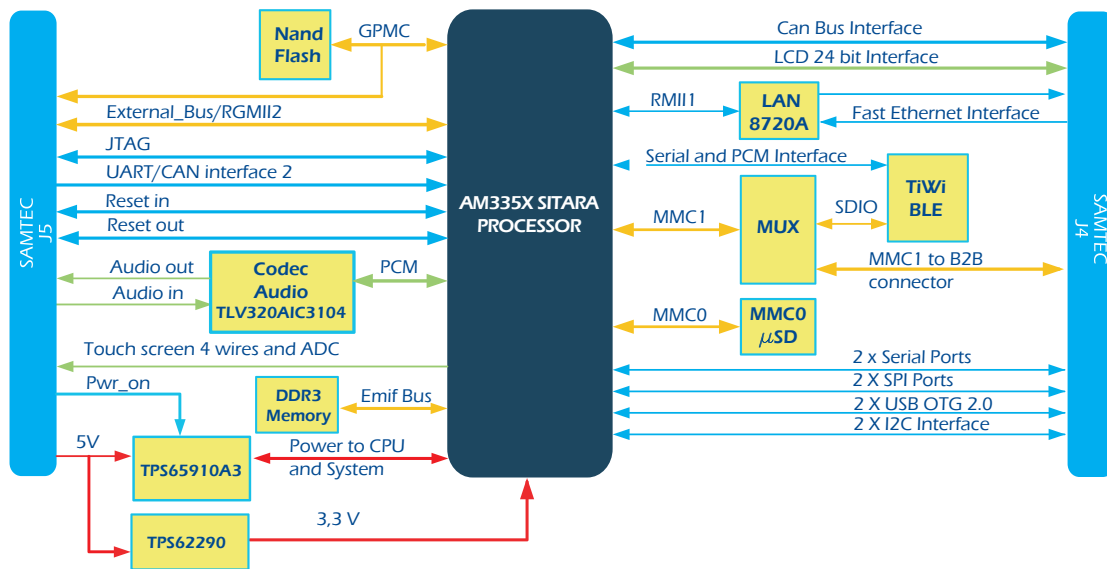 Nand
Flash
GPMC
External_Bus/RGMII2
JTAG
UART/CAN interface 2
Reset in
Reset out
SAMTEC
J5
Audio out
Audio in
Codec
Audio
TLV320AIC3104
PCM
Touch screen 4 wires and ADC
Pwr_on
DDR3
Memory
Emif Bus
5V
TPS65910A3
Power to CPU
and System
TPS62290
3,3 V
AM335X SITARA
PROCESSOR
Can Bus Interface
LCD 24 bit Interface
RMII1
LAN
8720A
Fast Ethernet Interface
Serial and PCM Interface
TiWi
BLE
MMC1
MUX
SDIO
MMC1 to B2B
connector
MMC0
MMC0
µSD
2 x Serial Ports
2 X SPI Ports
2 X USB OTG 2.0
2 X I2C Interface
SAMTEC
J4